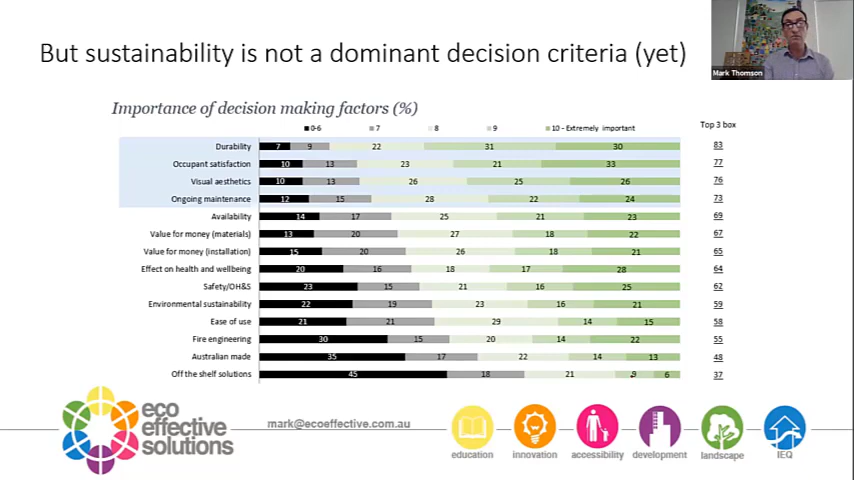 But sustainability is not a dominant decision criteria (yet)
Mark Thomson
Importance of decision making factors (%)
0-6 7 8 9 10 - Extremely important Top 3 box
Durability 7 9 22 31 30 83
Occupant satisfaction 10 13 23 21 33 77
Visual aesthetics 10 13 26 25 26 76
Ongoing maintenance 12 15 28 22 24 73
Availability 14 17 25 21 23 69
Value for money (materials) 13 20 27 18 22 67
Value for money (installation) 15 20 26 18 21 65
Effect on health and wellbeing 20 16 18 17 28 64
Safety/OH&S 23 15 21 16 25 62
Environmental sustainability 22 19 23 16 21 59
Ease of use 21 21 29 14 15 58
Fire engineering 30 15 20 14 22 55
Australian made 35 17 22 14 13 48
Off the shelf solutions 45 18 21 9 6 37
eco
effective
solutions
mark@ecoeffective.com.au
education innovation accessibility development landscape IEQ